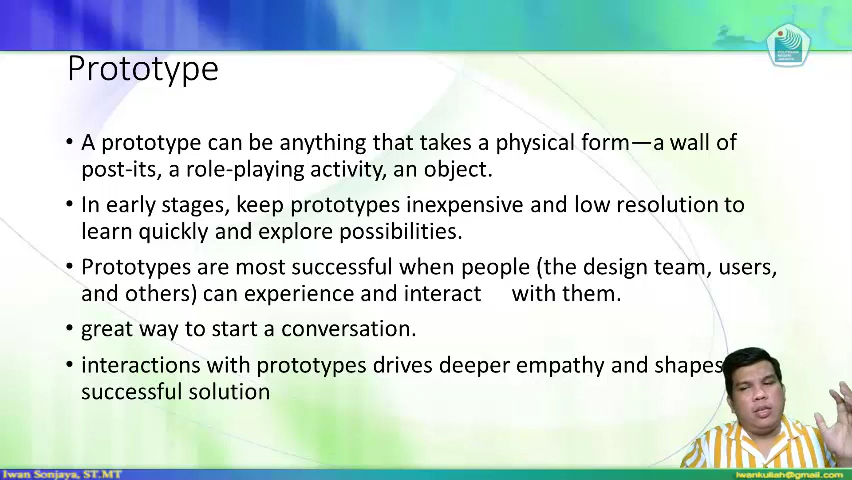 Prototype
• A prototype can be anything that takes a physical form—a wall of
post-its, a role-playing activity, an object.
• In early stages, keep prototypes inexpensive and low resolution to
learn quickly and explore possibilities.
• Prototypes are most successful when people (the design team, users,
and others) can experience and interact with them.
• great way to start a conversation.
• interactions with prototypes drives deeper empathy and shapes
successful solution
Iwan Sonjaya, ST.MT
iwankuliah@gmail.com